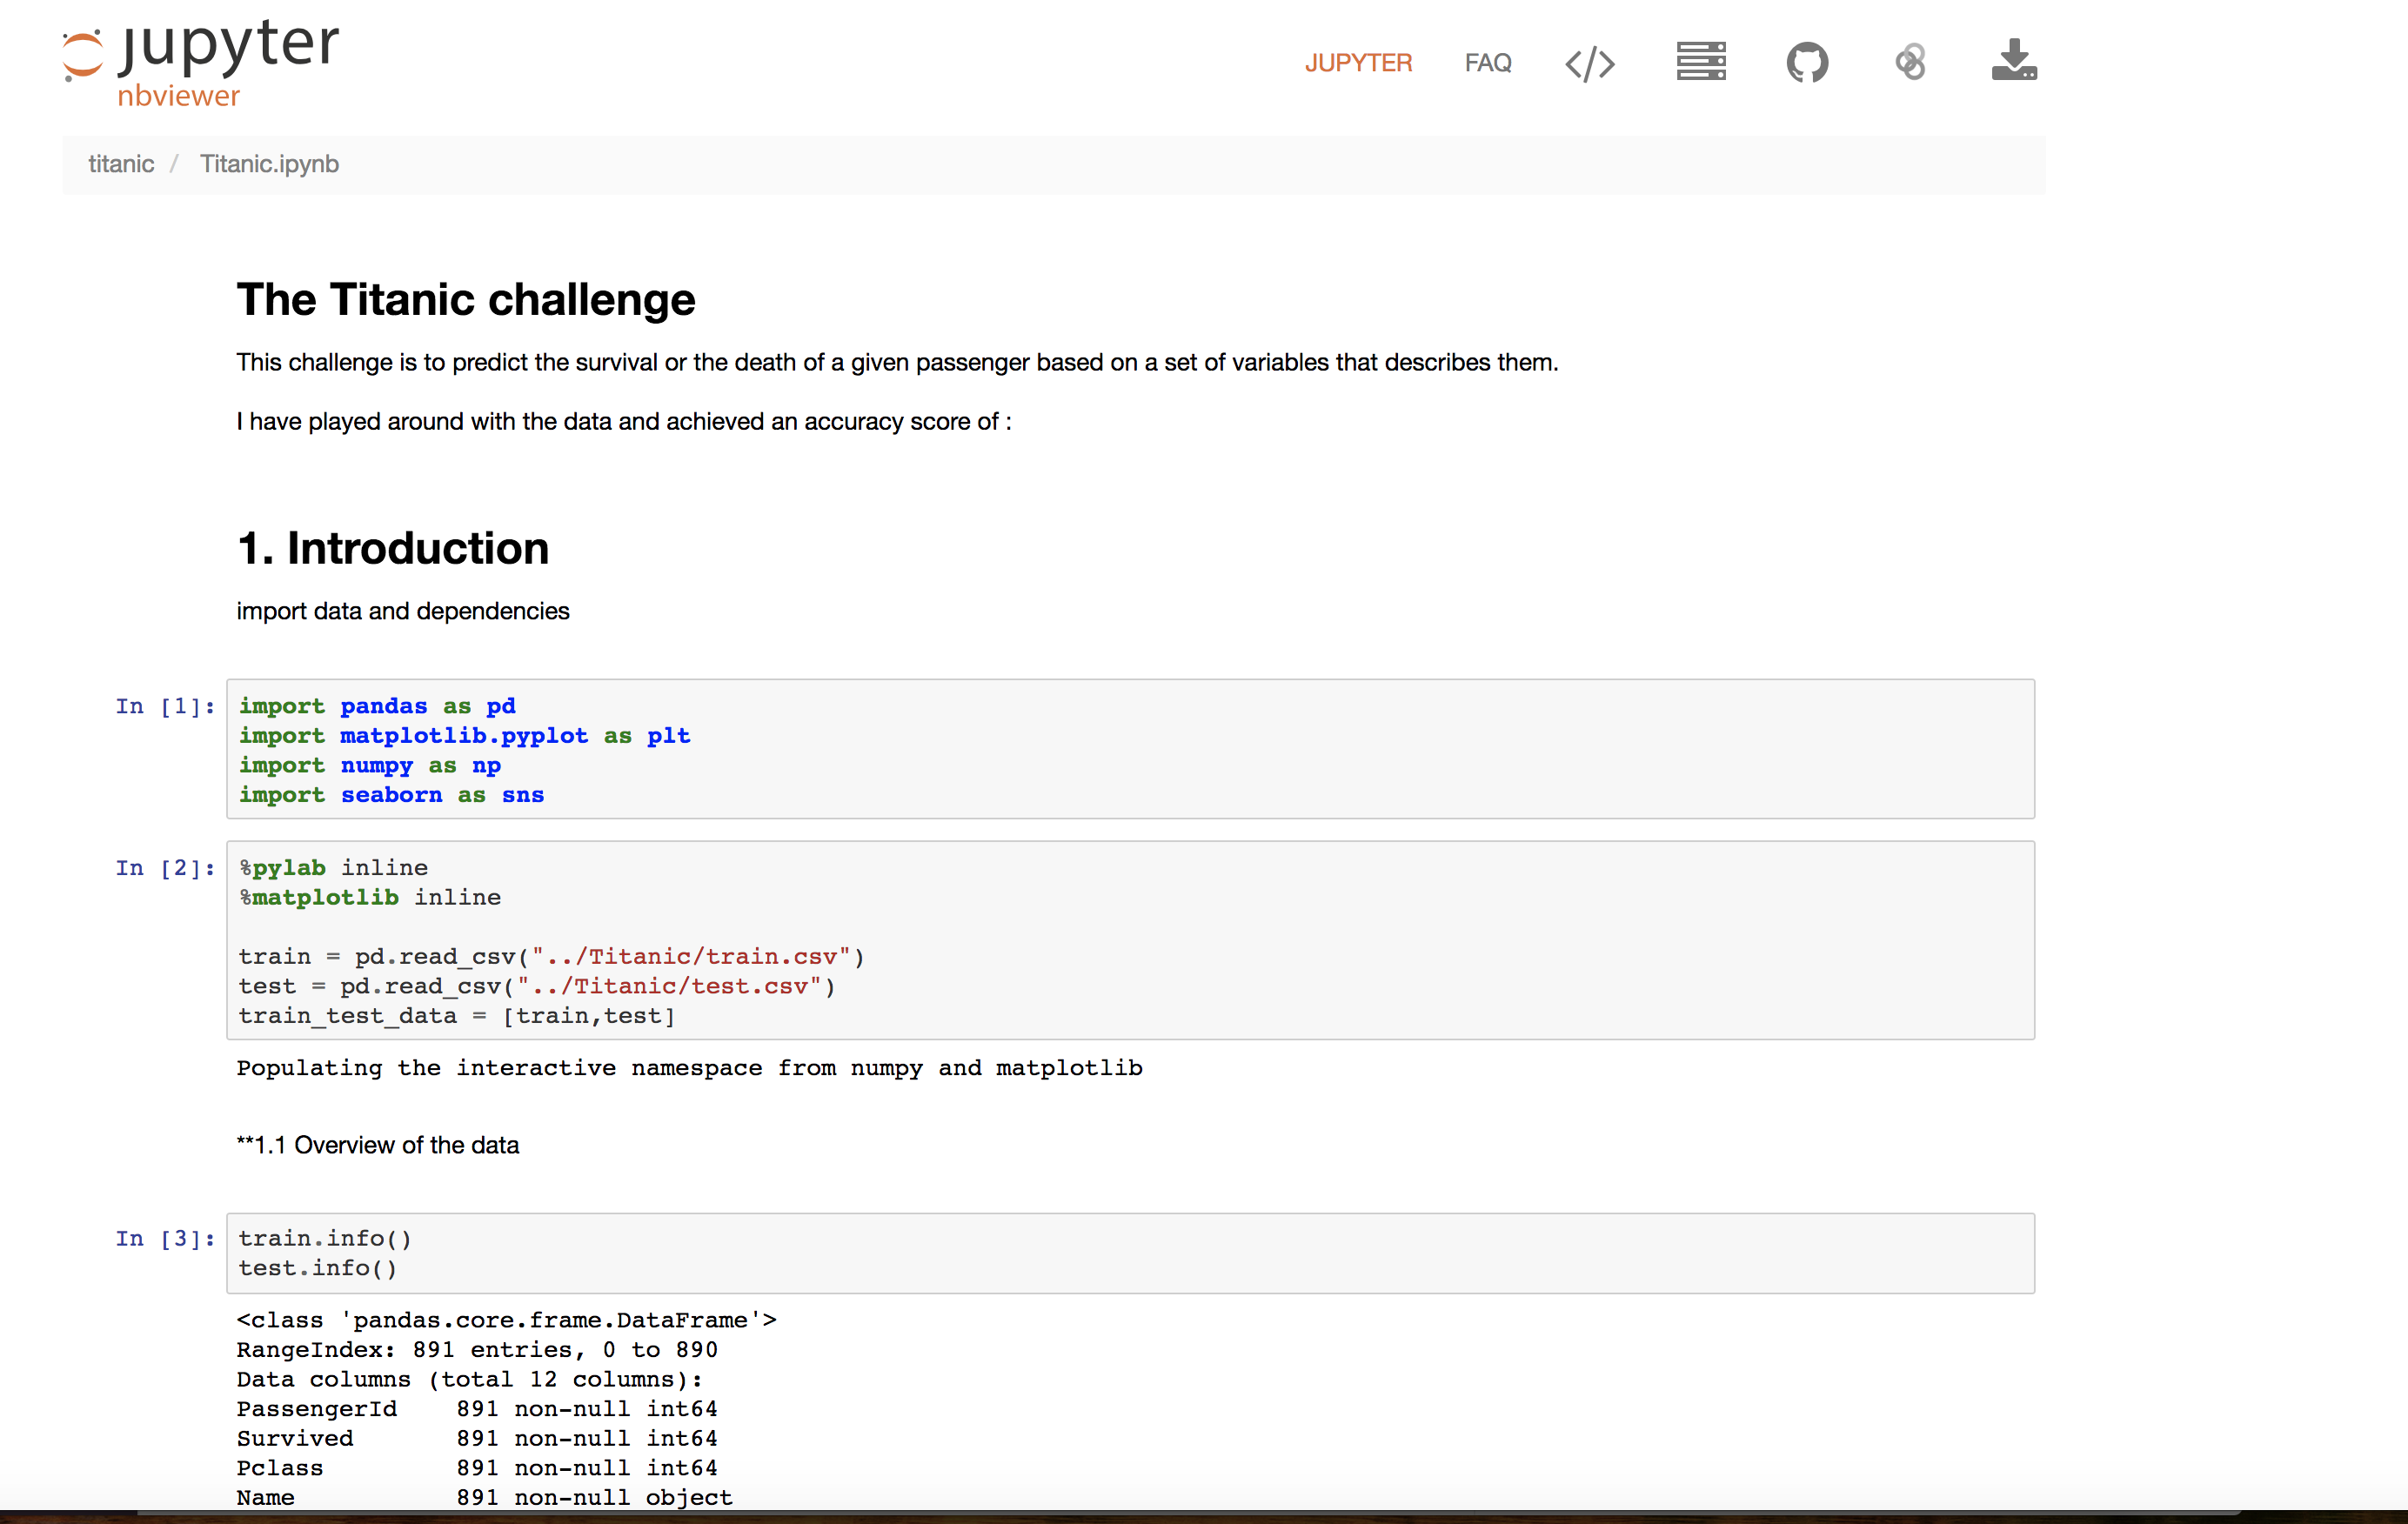 jupyter
nbviewer
JUPYTER FAQ </>
titanic / Titanic.ipynb
The Titanic challenge
This challenge is to predict the survival or the death of a given passenger based on a set of variables that describes them.
I have played around with the data and achieved an accuracy score of :
1. Introduction
import data and dependencies
In [1]: import pandas as pd
import matplotlib.pyplot as plt
import numpy as np
import seaborn as sns
In [2]: %pylab inline
%matplotlib inline
train = pd.read_csv("../Titanic/train.csv")
test = pd.read_csv("../Titanic/test.csv")
train_test_data = [train,test]
Populating the interactive namespace from numpy and matplotlib
**1.1 Overview of the data
In [3]: train.info()
test.info()
<class 'pandas.core.frame.DataFrame'>
RangeIndex: 891 entries, 0 to 890
Data columns (total 12 columns):
PassengerId    891 non-null int64
Survived       891 non-null int64
Pclass         891 non-null int64
Name           891 non-null object